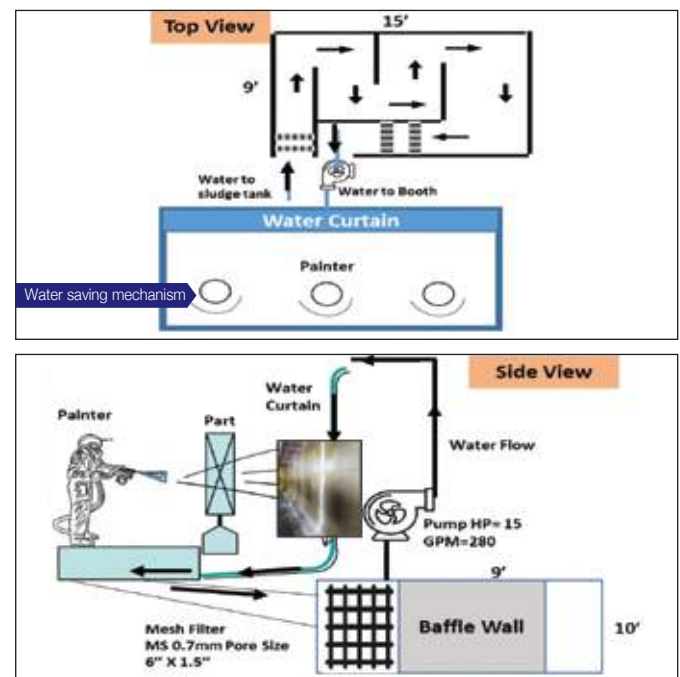 Top View
15'
9'
Water to
sludge tank
Water to Booth
Water Curtain
Painter
Water saving mechanism
Side View
Water
Curtain
Painter
Part
Water Flow
Pump HP= 15
GPM=280
9'
Mesh Filter
MS 0.7mm Pore Size
6" X 1.5"
Baffle Wall
10'